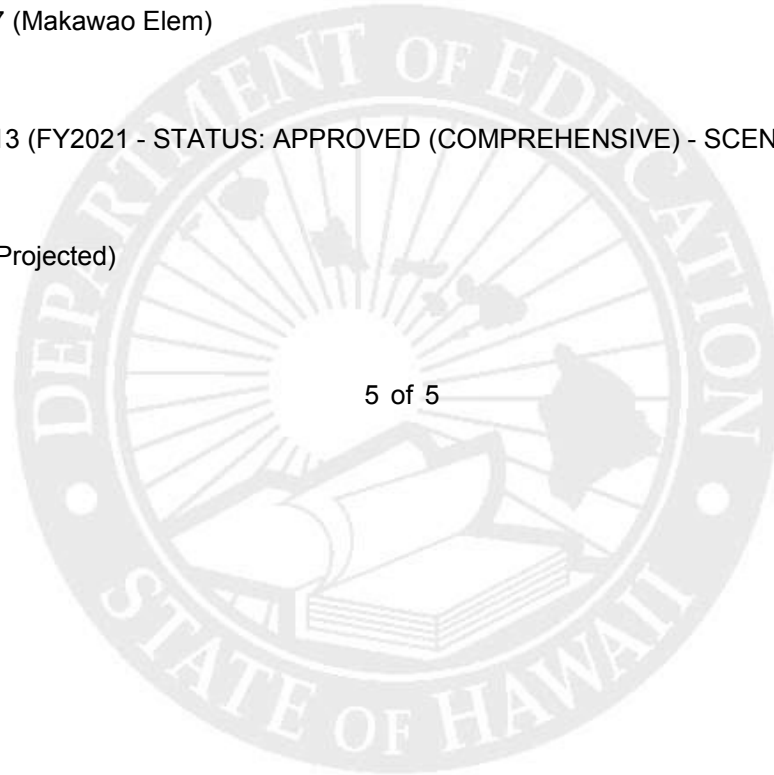 7 (Makawao Elem)
13 (FY2021 - STATUS: APPROVED (COMPREHENSIVE) - SCEN
Projected)
5 of 5
DEPARTMENT OF EDUCATION
STATE OF HAWAII